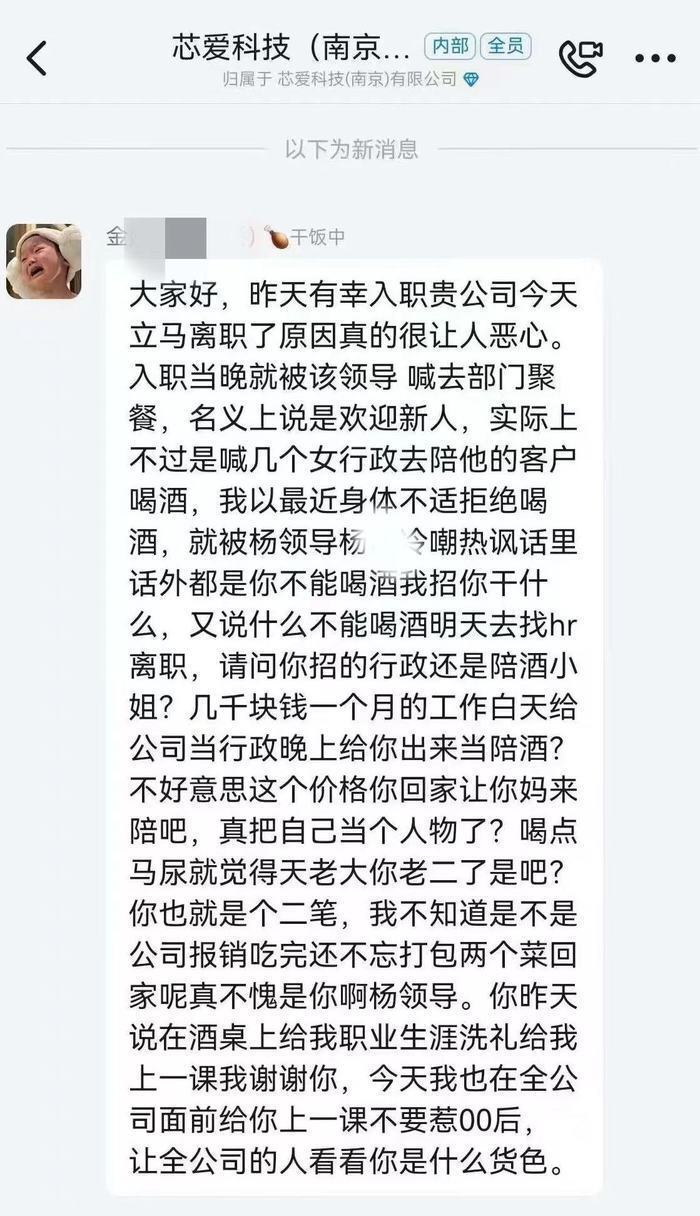 芯爱科技（南京... 内部 全员
归属于 芯爱科技(南京)有限公司
以下为新消息
金
干饭中
大家好，昨天有幸入职贵公司今天
立马离职了原因真的很让人恶心。
入职当晚就被该领导 喊去部门聚
餐，名义上说是欢迎新人，实际上
不过是喊几个女行政去陪他的客户
喝酒，我以最近身体不适拒绝喝
酒，就被杨领导杨 冷嘲热讽话里
话外都是你不能喝酒我招你干什
么，又说什么不能喝酒明天去找hr
离职，请问你招的行政还是陪酒小
姐？几千块钱一个月的工作白天给
公司当行政晚上给你出来当陪酒？
不好意思这个价格你回家让你妈来
陪吧，真把自己当个人物了？喝点
马尿就觉得天老大你老二了是吧？
你也就是个二笔，我不知道是不是
公司报销吃完还不忘打包两个菜回
家呢真不愧是你啊杨领导。你昨天
说在酒桌上给我职业生涯洗礼给我
上一课我谢谢你，今天我也在全公
司面前给你上一课不要惹00后，
让全公司的人看看你是什么货色。